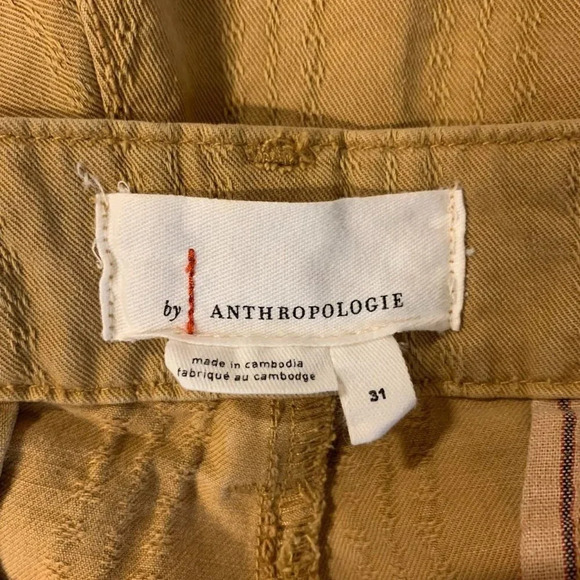 by ANTHROPOLOGIE
made in cambodia
fabriqué au cambodge
31